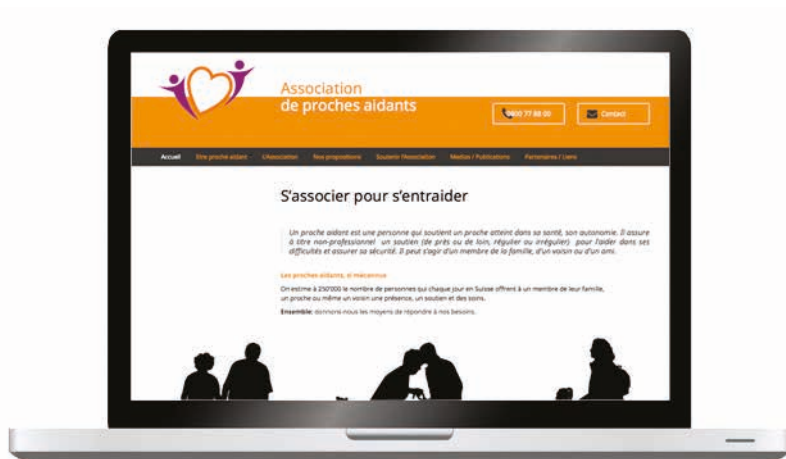 Association
de proches aidants
0800 77 88 00
Contact
Accueil Etre proche aidant L'Association Nos propositions Soutenir l'Association Medias / Publications Partenaires / Liens
S'associer pour s'entraider
Un proche aidant est une personne qui soutient un proche atteint dans sa santé, son autonomie. Il assure
à titre non-professionnel un soutien (de près ou de loin, régulier ou irrégulier) pour l'aider dans ses
difficultés et assurer sa sécurité. Il peut s'agir d'un membre de la famille, d'un voisin ou d'un ami.
Les proches aidants, si méconnus
On estime à 250'000 le nombre de personnes qui chaque jour en Suisse offrent à un membre de leur famille,
un proche ou même un voisin une présence, un soutien et des soins.
Ensemble: donnons nous les moyens de répondre à nos besoins.